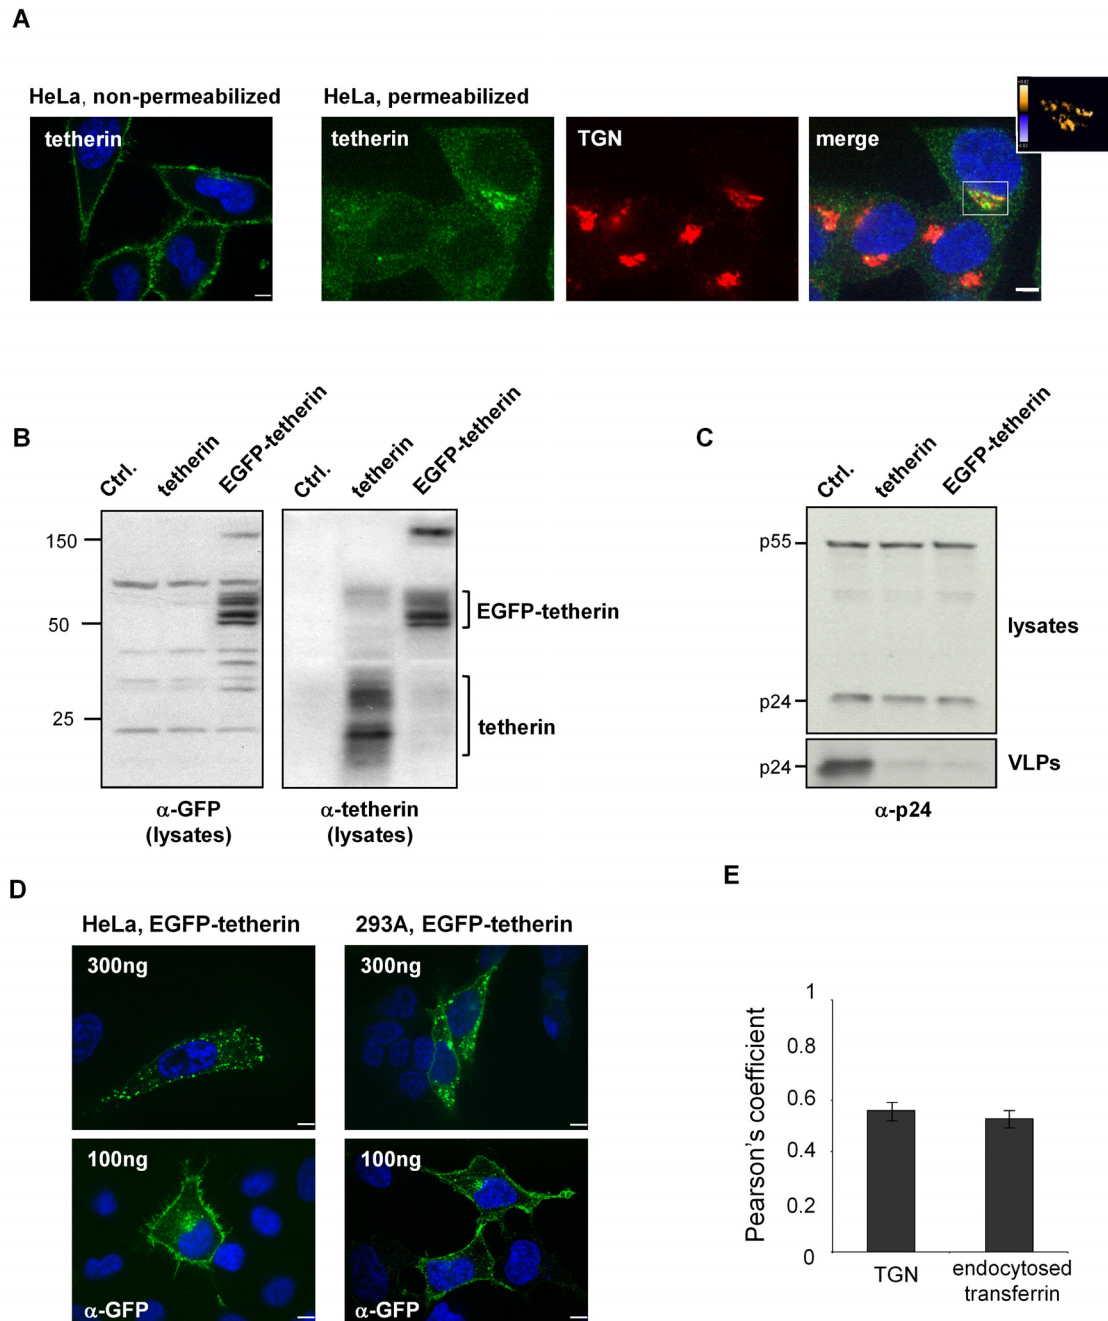 A
HeLa, non-permeabilized
HeLa, permeabilized
tetherin
tetherin
TGN
merge
B
Ctrl.
tetherin
EGFP-tetherin
Ctrl.
tetherin
EGFP-tetherin
150
50
25
EGFP-tetherin
tetherin
α-GFP
(lysates)
α-tetherin
(lysates)
C
Ctrl.
tetherin
EGFP-tetherin
p55
p24
lysates
p24
VLPs
α-p24
D
HeLa, EGFP-tetherin
293A, EGFP-tetherin
300ng
300ng
100ng
100ng
α-GFP
α-GFP
E
Pearson's coefficient
1
0.8
0.6
0.4
0.2
0
TGN
endocytosed
transferrin